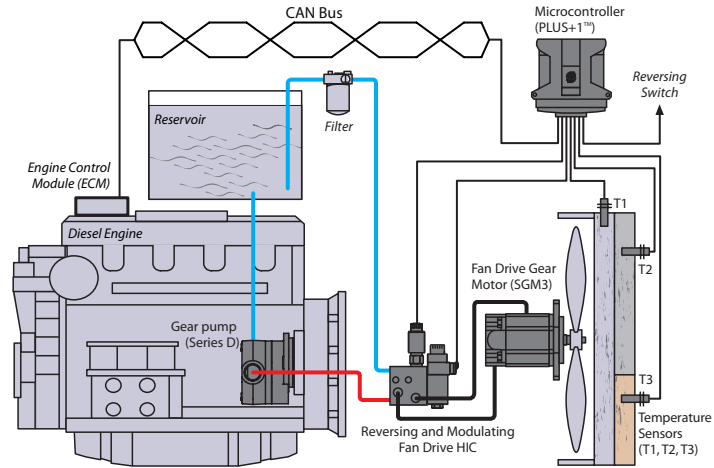 CAN Bus
Microcontroller
(PLUS+1™)
Reversing
Switch
Reservoir
Filter
Engine Control
Module (ECM)
T1
Diesel Engine
T2
Fan Drive Gear
Motor (SGM3)
Gear pump
(Series D)
T3
Reversing and Modulating
Fan Drive HIC
Temperature
Sensors
(T1, T2, T3)